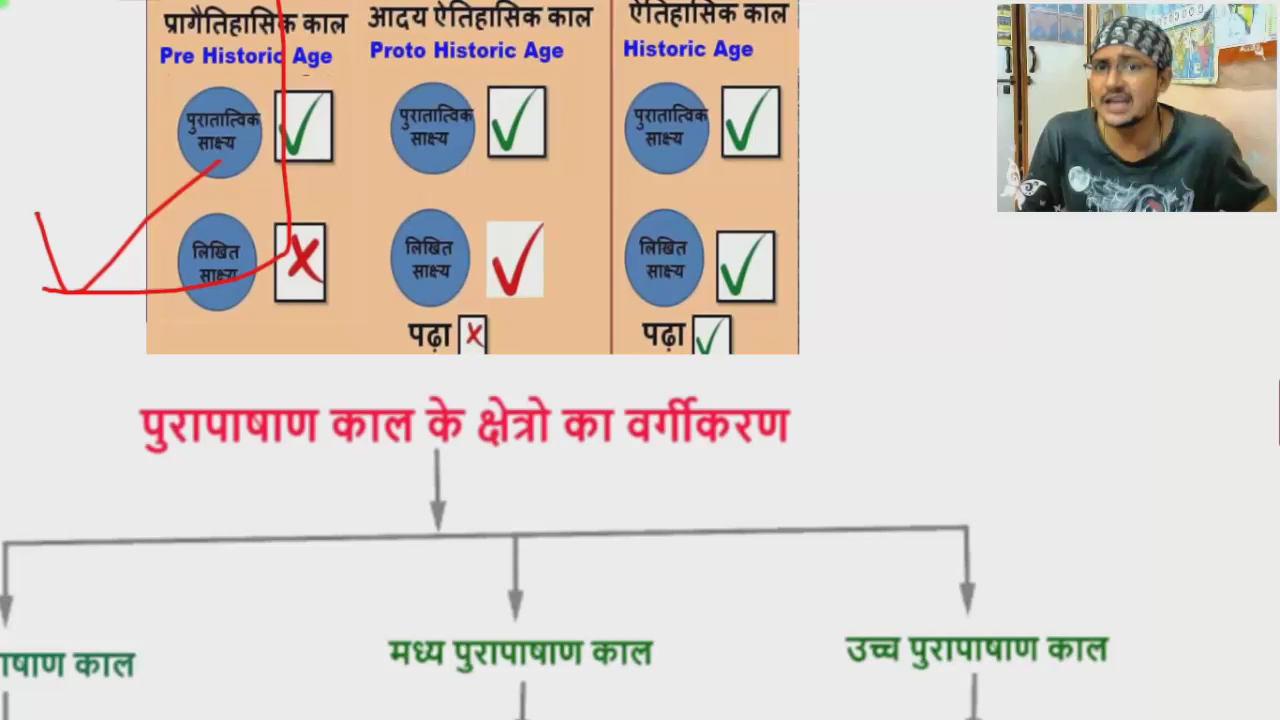 प्रागैतिहासिक काल
Pre Historic Age
पुरातात्विक
साक्ष्य
लिखित
साक्ष्य
आदय ऐतिहासिक काल
Proto Historic Age
पुरातात्विक
साक्ष्य
लिखित
साक्ष्य
पढ़ा
ऐतिहासिक काल
Historic Age
पुरातात्विक
साक्ष्य
लिखित
साक्ष्य
पढ़ा
पुरापाषाण काल के क्षेत्रो का वर्गीकरण
ाषाण काल
मध्य पुरापाषाण काल
उच्च पुरापाषाण काल